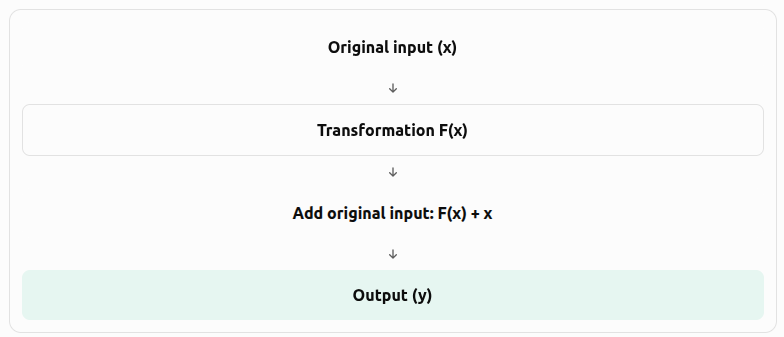 Original input (x)
↓
Transformation F(x)
↓
Add original input: F(x) + x
↓
Output (y)